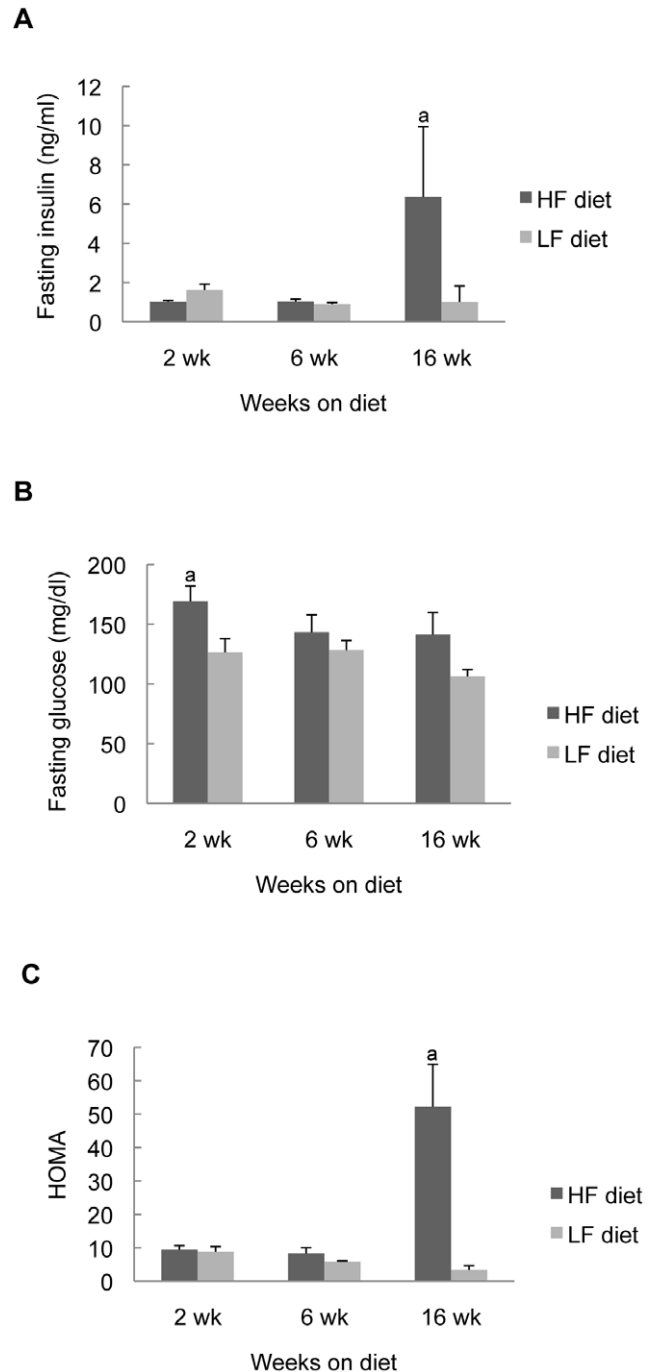 A
Fasting insulin (ng/ml)
12
10
8
6
4
2
0
a
HF diet
LF diet
2 wk 6 wk 16 wk
Weeks on diet
B
Fasting glucose (mg/dl)
200
150
100
50
0
a
HF diet
LF diet
2 wk 6 wk 16 wk
Weeks on diet
C
HOMA
70
60
50
40
30
20
10
0
a
HF diet
LF diet
2 wk 6 wk 16 wk
Weeks on diet